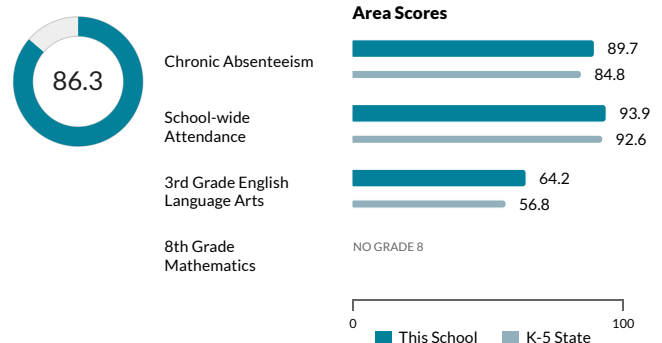 Area Scores
86.3
Chronic Absenteeism
89.7
84.8
School-wide
Attendance
93.9
92.6
3rd Grade English
Language Arts
64.2
56.8
8th Grade
Mathematics
NO GRADE 8
0
100
This School
K-5 State